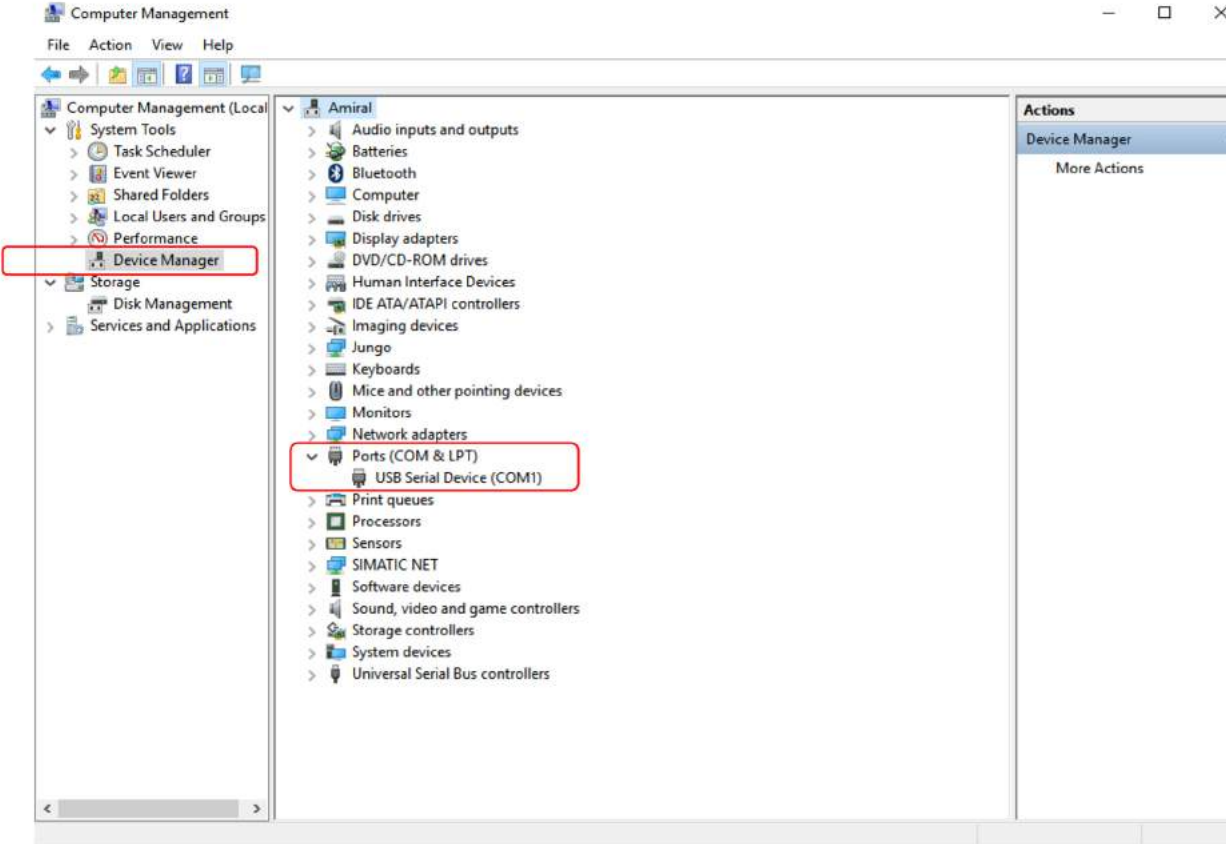 Computer Management
File Action View Help
Computer Management (Local
System Tools
Task Scheduler
Event Viewer
Shared Folders
Local Users and Groups
Performance
Device Manager
Storage
Disk Management
Services and Applications
Amiral
Audio inputs and outputs
Batteries
Bluetooth
Computer
Disk drives
Display adapters
DVD/CD-ROM drives
Human Interface Devices
IDE ATA/ATAPI controllers
Imaging devices
Jungo
Keyboards
Mice and other pointing devices
Monitors
Network adapters
Ports (COM & LPT)
USB Serial Device (COM1)
Print queues
Processors
Sensors
SIMATIC NET
Software devices
Sound, video and game controllers
Storage controllers
System devices
Universal Serial Bus controllers
Actions
Device Manager
More Actions